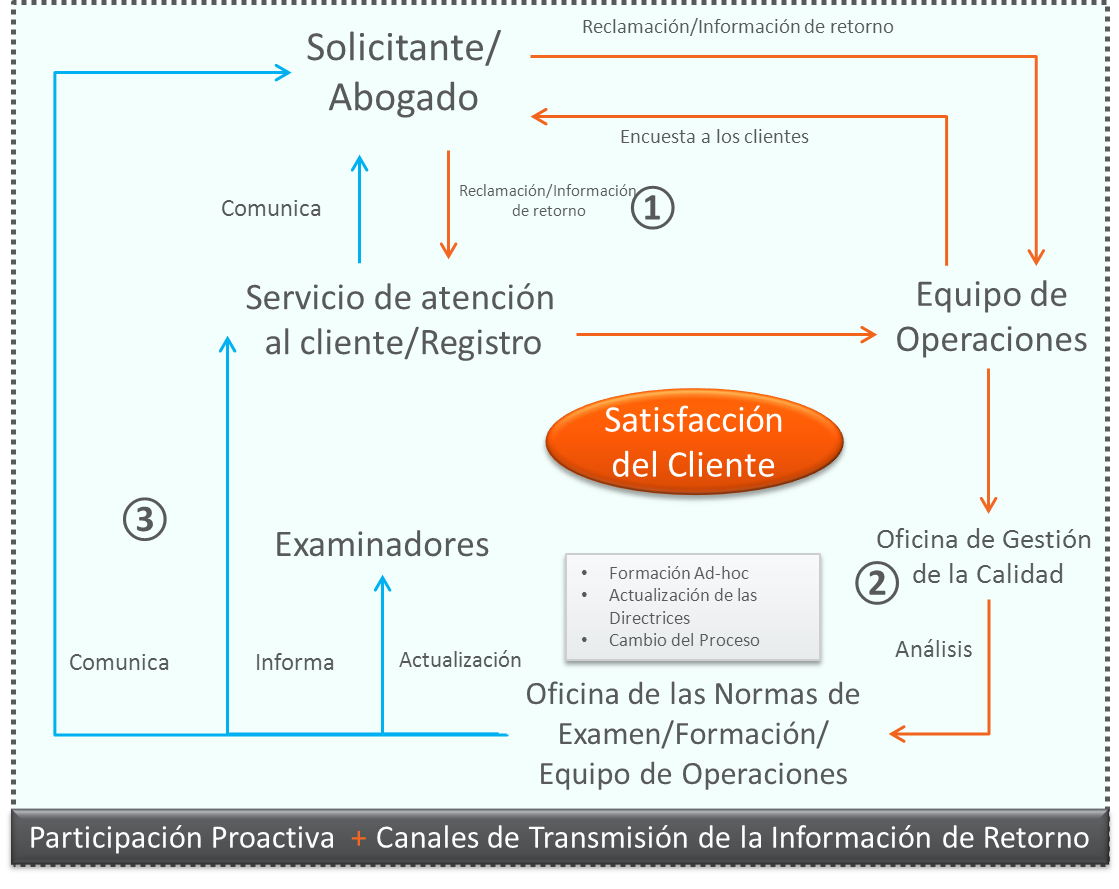 Reclamación/Información de retorno
Solicitante/
Abogado
Encuesta a los clientes
Comunica
Reclamación/Información
de retorno
1
Servicio de atención
al cliente/Registro
Equipo de
Operaciones
Satisfacción
del Cliente
3
Examinadores
Oficina de Gestión
de la Calidad
2
• Formación Ad-hoc
• Actualización de las
Directrices
• Cambio del Proceso
Comunica
Informa
Actualización
Análisis
Oficina de las Normas de
Examen/Formación/
Equipo de Operaciones
Participación Proactiva + Canales de Transmisión de la Información de Retorno